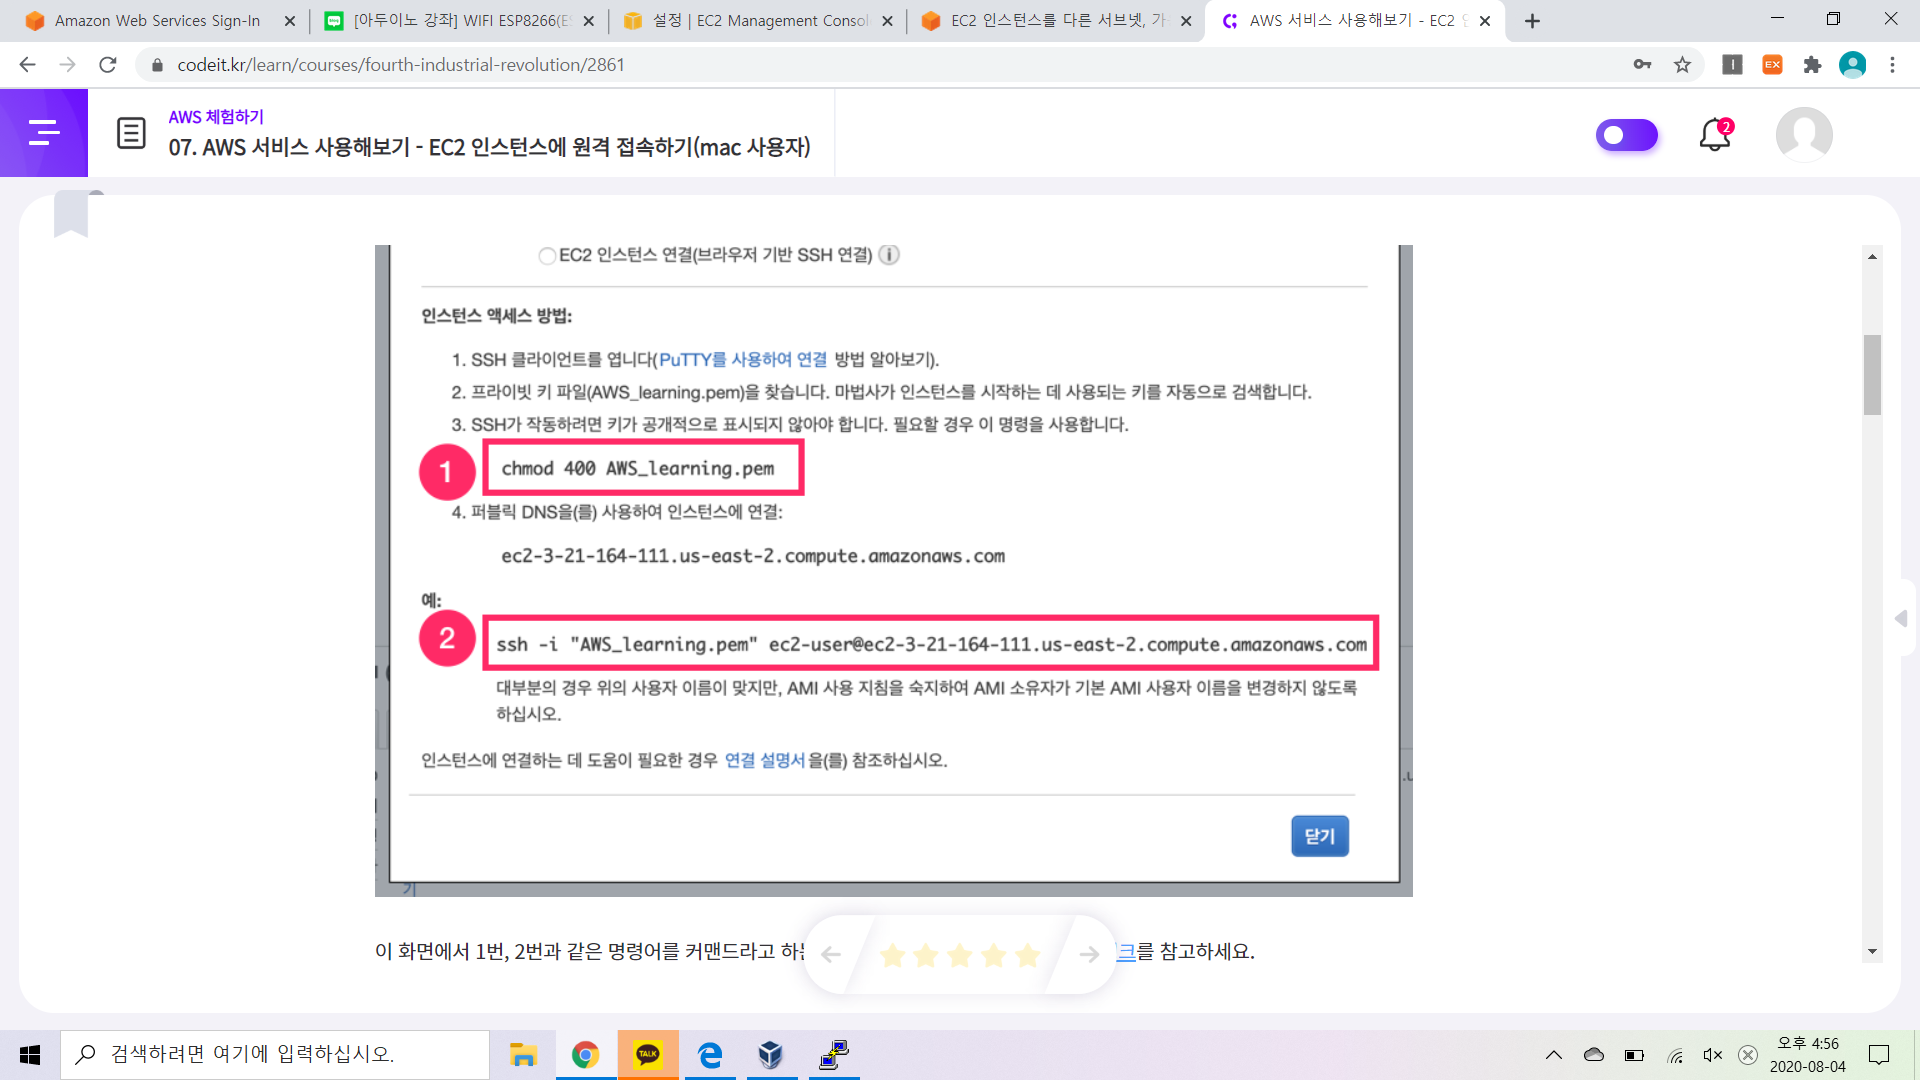 Amazon Web Services Sign-In
[아두이노 강좌] WIFI ESP8266(ES
설정 | EC2 Management Consol
EC2 인스턴스를 다른 서브넷, 가
AWS 서비스 사용해보기 - EC2 인
codeit.kr/learn/courses/fourth-industrial-revolution/2861
EX
AWS 체험하기
07. AWS 서비스 사용해보기 - EC2 인스턴스에 원격 접속하기(mac 사용자)
2
EC2 인스턴스 연결(브라우저 기반 SSH 연결) i
인스턴스 액세스 방법:
1. SSH 클라이언트를 엽니다(PuTTY를 사용하여 연결 방법 알아보기).
2. 프라이빗 키 파일(AWS_learning.pem)을 찾습니다. 마법사가 인스턴스를 시작하는 데 사용되는 키를 자동으로 검색합니다.
3. SSH가 작동하려면 키가 공개적으로 표시되지 않아야 합니다. 필요할 경우 이 명령을 사용합니다.
1 chmod 400 AWS_learning.pem
4. 퍼블릭 DNS을(를) 사용하여 인스턴스에 연결:
ec2-3-21-164-111.us-east-2.compute.amazonaws.com
예:
2 ssh -i "AWS_learning.pem" ec2-user@ec2-3-21-164-111.us-east-2.compute.amazonaws.com
대부분의 경우 위의 사용자 이름이 맞지만, AMI 사용 지침을 숙지하여 AMI 소유자가 기본 AMI 사용자 이름을 변경하지 않도록
하십시오.
인스턴스에 연결하는 데 도움이 필요한 경우 연결 설명서을(를) 참조하십시오.
닫기
기
이 화면에서 1번, 2번과 같은 명령어를 커맨드라고 하는 크를 참고하세요.
검색하려면 여기에 입력하십시오.
TALK
오후 4:56
2020-08-04